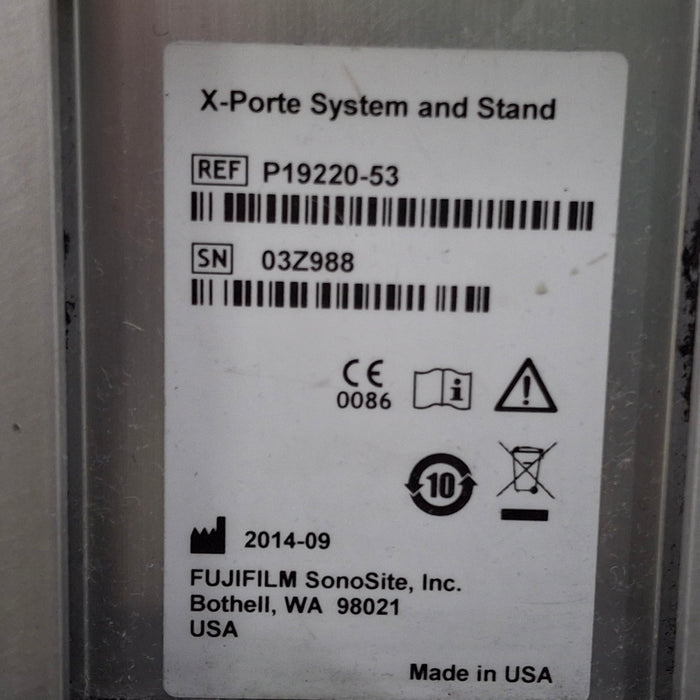 X-Porte System and Stand
REF P19220-53
SN 03Z988
CE
0086
i
!
10
2014-09
FUJIFILM SonoSite, Inc.
Bothell, WA 98021
USA
Made in USA